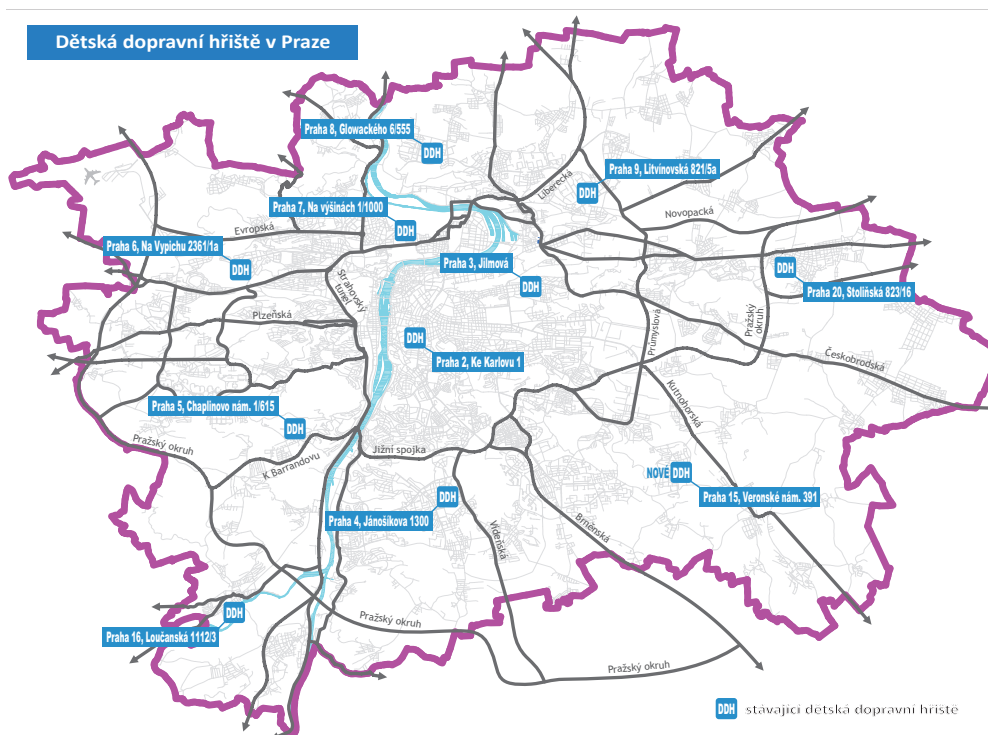 Dětská dopravní hřiště v Praze
Praha 8, Glowackého 6/555
DDH
Praha 9, Litvínovská 821/5a
DDH
Liberecká
Praha 7, Na výšinách 1/1000
DDH
Novopacká
Evropská
Praha 6, Na Vypichu 2361/1a
DDH
Praha 3, Jilmová
DDH
DDH
Praha 20, Stoliňská 823/16
Strahovský
tunel
Plzeňská
Průmyslová
Pražský
okruh
DDH
Praha 2, Ke Karlovu 1
Českobrodská
Kutnohorská
Praha 5, Chaplinovo nám. 1/615
DDH
Pražský okruh
K Barrandovu
Jižní spojka
NOVÉ DDH
Praha 15, Veronské nám. 391
DDH
Praha 4, Jánošíkova 1300
Vídeňská
Brněnská
DDH
Praha 16, Loučanská 1112/3
Pražský okruh
Pražský okruh
DDH stávající dětská dopravní hřiště